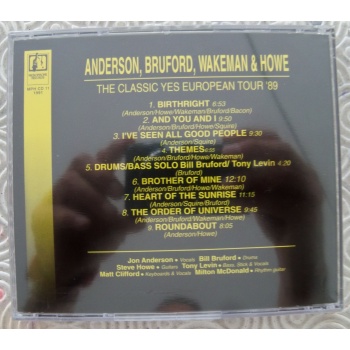 ANDERSON, BRUFORD, WAKEMAN & HOWE
THE CLASSIC YES EUROPEAN TOUR '89
1. BIRTHRIGHT 6:53
(Anderson/Howe/Wakeman/Bruford/Bacon)
2. AND YOU AND I 9:50
(Anderson/Bruford/Howe/Squire)
3. I'VE SEEN ALL GOOD PEOPLE 9:30
(Anderson/Squire)
4. THEMES 6:55
(Anderson/Bruford/Howe/Wakeman)
5. DRUMS/BASS SOLO Bill Bruford/ Tony Levin 4.20
(Bruford)
6. BROTHER OF MINE 12:10
(Anderson/Bruford/Howe/Wakeman)
7. HEART OF THE SUNRISE 11:15
(Anderson/Squire/Bruford)
8. THE ORDER OF UNIVERSE 9:45
(Anderson/Bruford/Howe/Wakeman)
9. ROUNDABOUT 8:05
(Anderson/Howe)
Jon Anderson • Vocals Bill Bruford • Drums
Steve Howe • Guitars Tony Levin • Bass, Stick & Vocals
Matt Clifford • Keyboards & Vocals Milton McDonald • Rhythm guitar